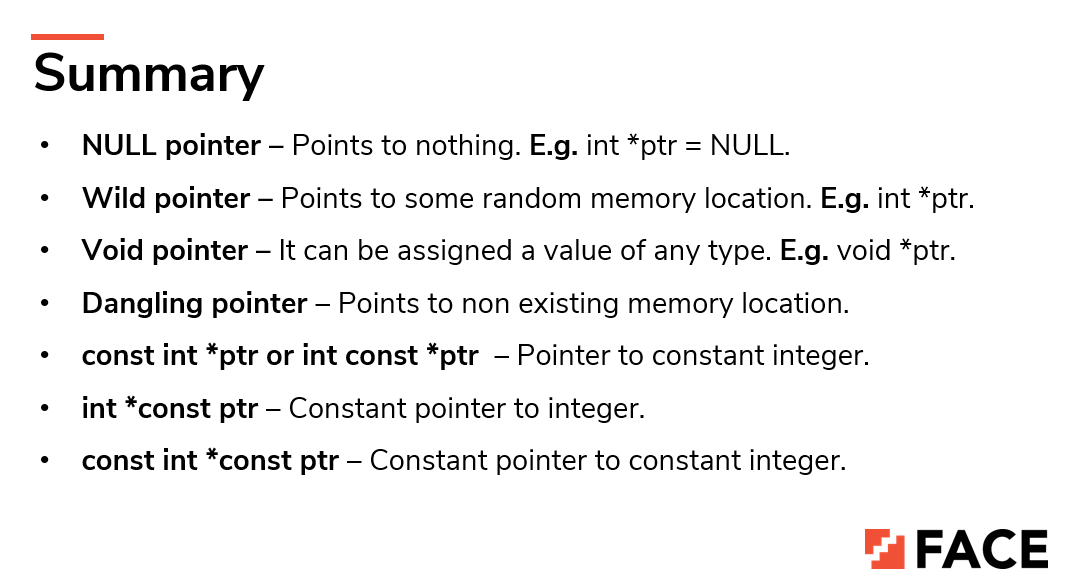 Summary
• NULL pointer – Points to nothing. E.g. int *ptr = NULL.
• Wild pointer – Points to some random memory location. E.g. int *ptr.
• Void pointer – It can be assigned a value of any type. E.g. void *ptr.
• Dangling pointer – Points to non existing memory location.
• const int *ptr or int const *ptr – Pointer to constant integer.
• int *const ptr – Constant pointer to integer.
• const int *const ptr – Constant pointer to constant integer.
FACE